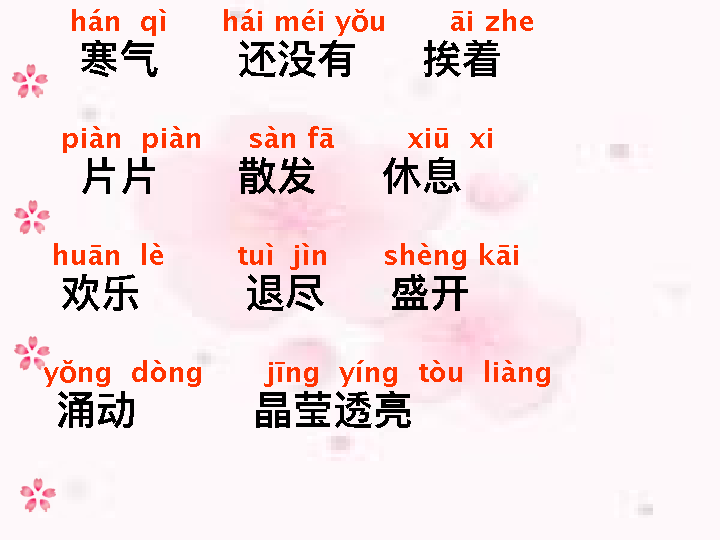 hán qì hái méi yǒu āi zhe
寒气 还没有 挨着
piàn piàn sàn fā xiū xi
片片 散发 休息
huān lè tuì jìn shèng kāi
欢乐 退尽 盛开
yǒng dòng jīng yíng tòu liàng
涌动 晶莹透亮